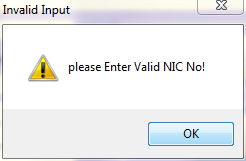 Invalid Input
please Enter Valid NIC No!
OK